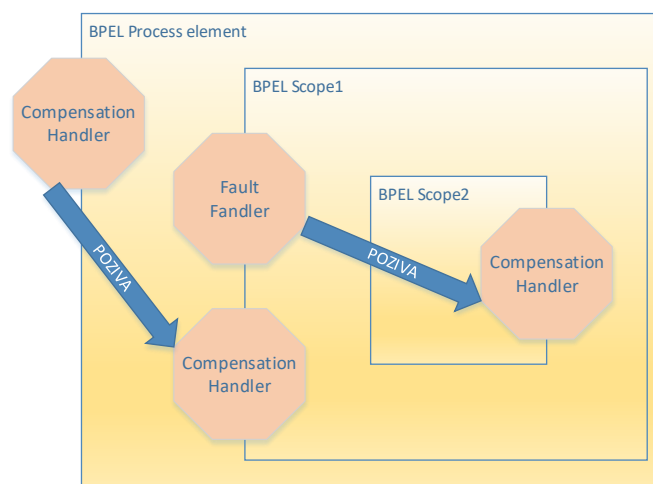 BPEL Process element
BPEL Scope1
Compensation
Handler
Fault
Fandler
BPEL Scope2
POZIVA
POZIVA
Compensation
Handler
Compensation
Handler